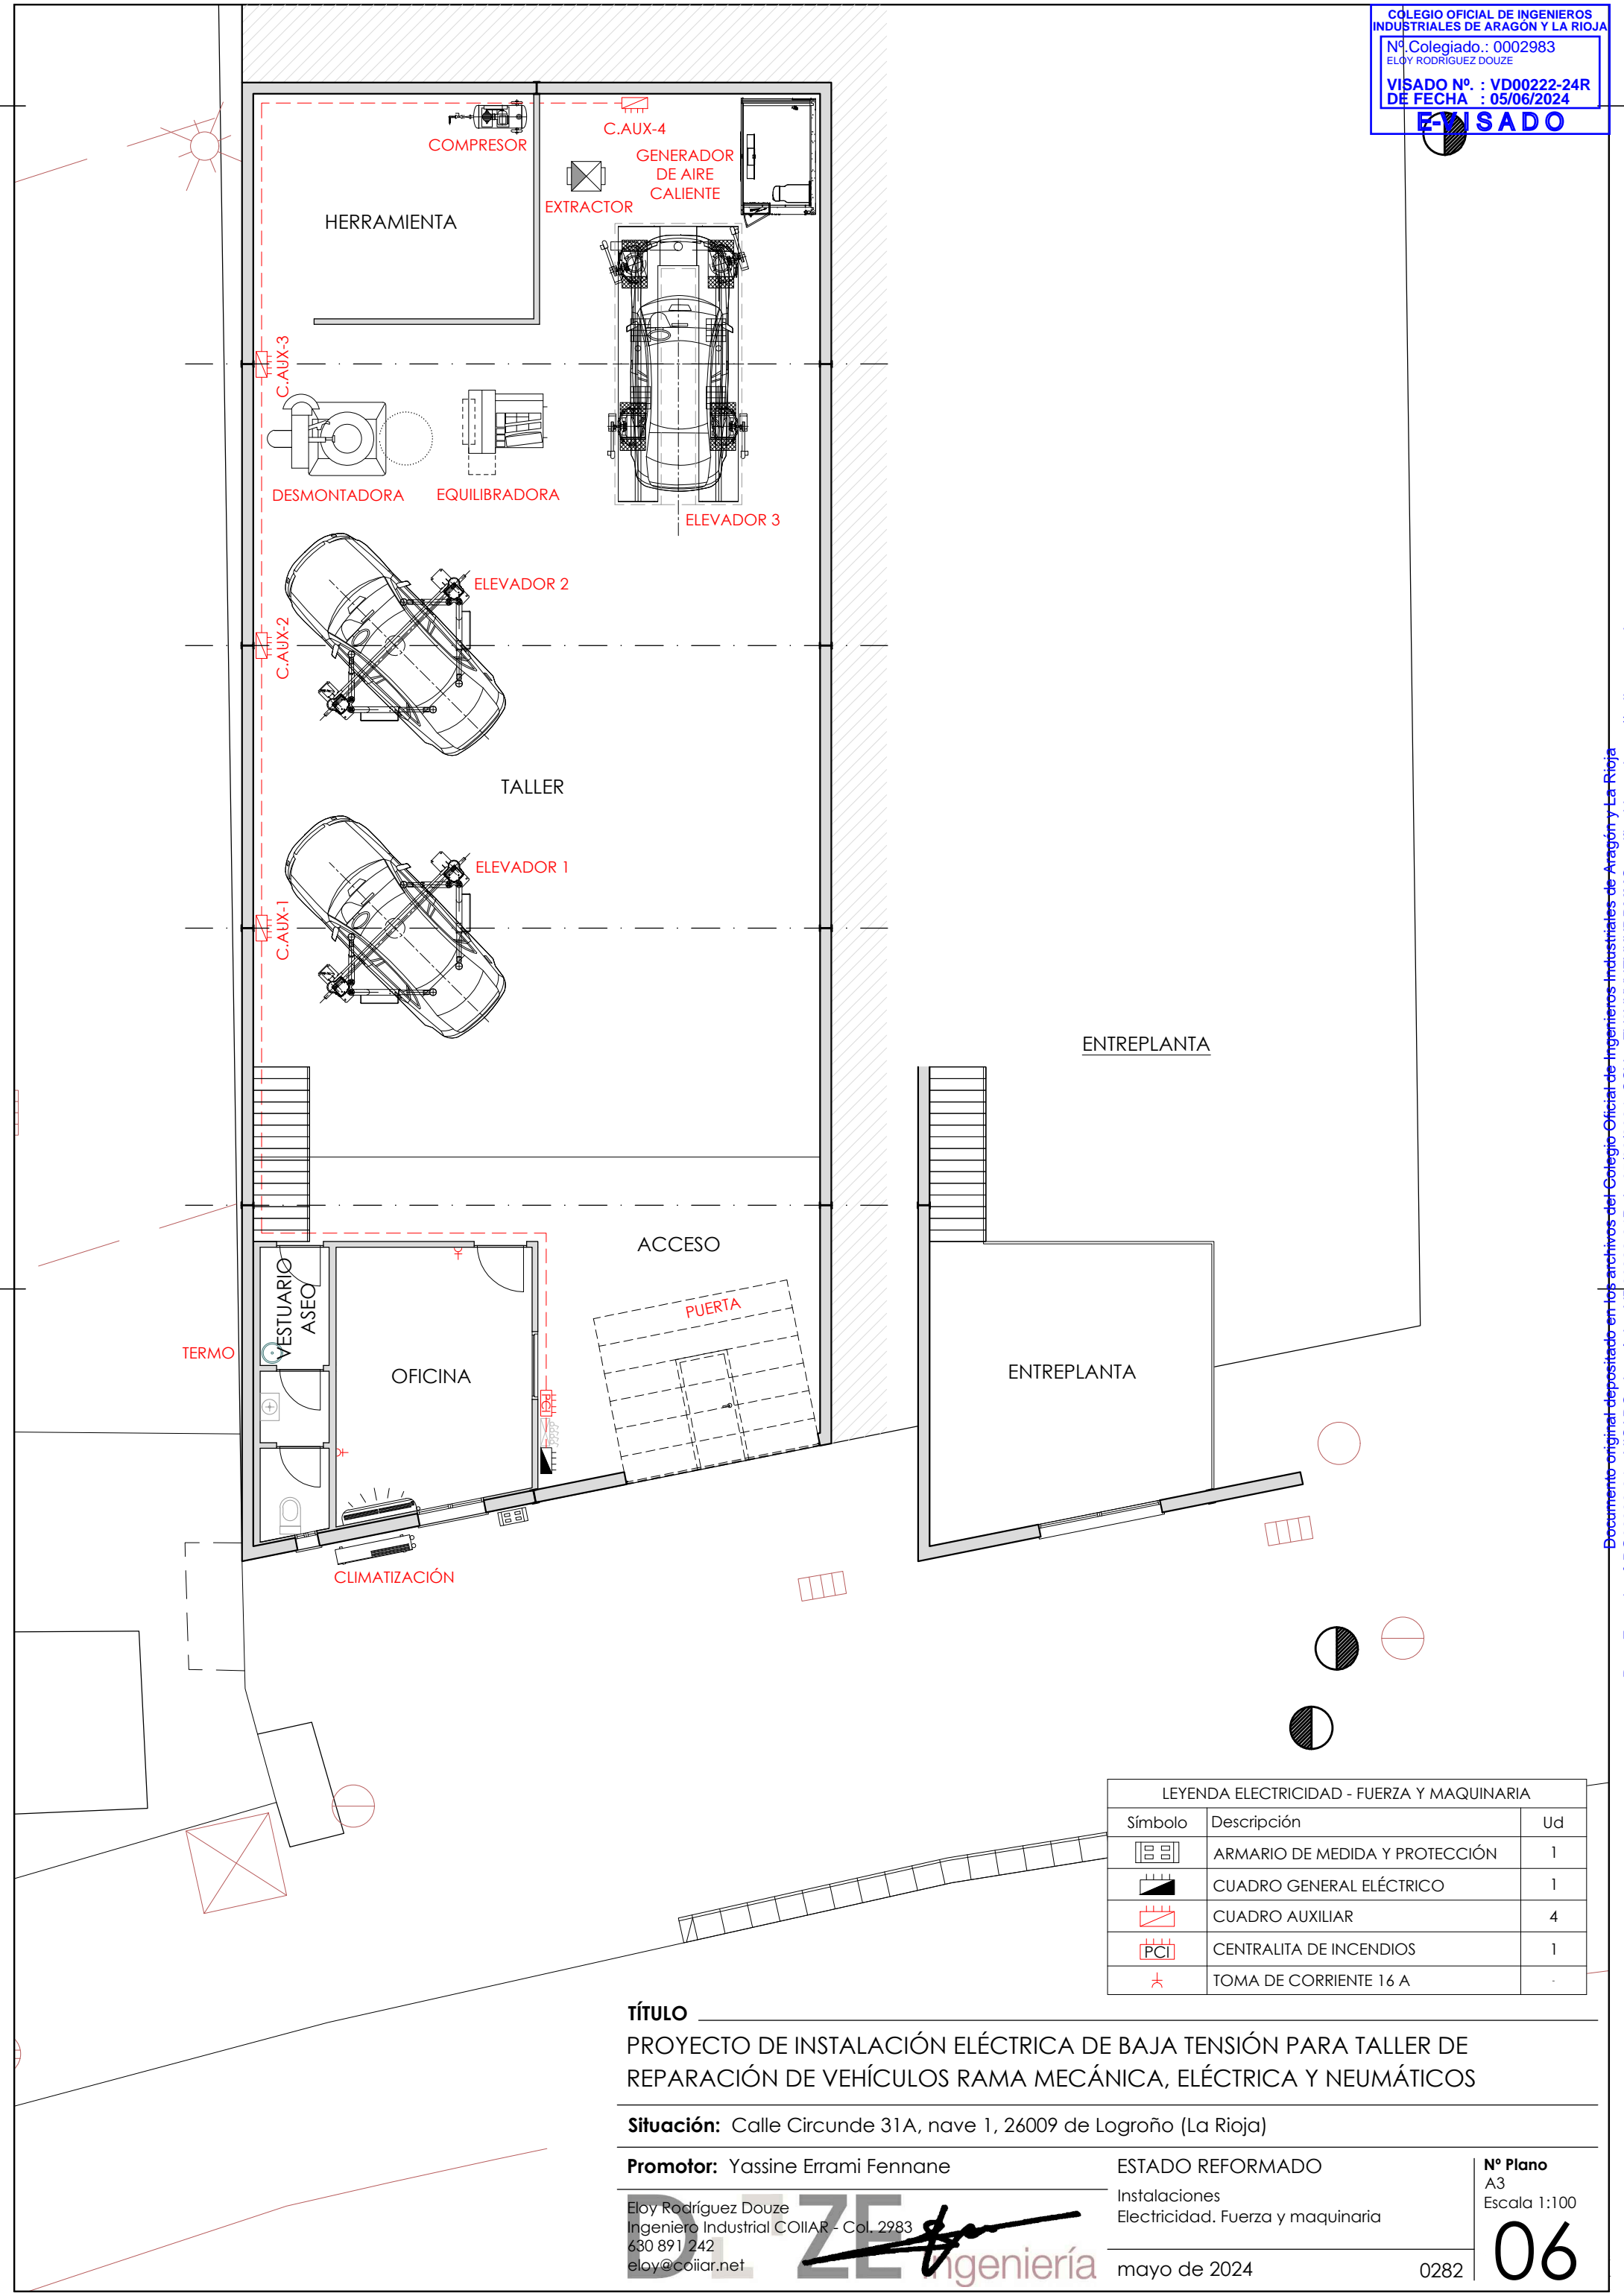 COLEGIO OFICIAL DE INGENIEROS
INDUSTRIALES DE ARAGÓN Y LA RIOJA
Nº.Colegiado.: 0002983
ELOY RODRÍGUEZ DOUZE
VISADO Nº. : VD00222-24R
DE FECHA : 05/06/2024
E-VISADO
C.AUX-4
COMPRESOR
GENERADOR
DE AIRE
CALIENTE
EXTRACTOR
HERRAMIENTA
C.AUX-3
DESMONTADORA
EQUILIBRADORA
ELEVADOR 3
ELEVADOR 2
C.AUX-2
TALLER
ELEVADOR 1
C.AUX-1
ENTREPLANTA
ACCESO
VESTUARIO
ASEO
PUERTA
TERMO
OFICINA
ENTREPLANTA
PCI
CLIMATIZACIÓN
Documento original depositado en los archivos del Colegio Oficial de Ingenieros Industriales de Aragón y La Rioja
LEYENDA ELECTRICIDAD - FUERZA Y MAQUINARIA
Símbolo Descripción Ud
ARMARIO DE MEDIDA Y PROTECCIÓN 1
CUADRO GENERAL ELÉCTRICO 1
CUADRO AUXILIAR 4
PCI CENTRALITA DE INCENDIOS 1
TOMA DE CORRIENTE 16 A -
TÍTULO
PROYECTO DE INSTALACIÓN ELÉCTRICA DE BAJA TENSIÓN PARA TALLER DE
REPARACIÓN DE VEHÍCULOS RAMA MECÁNICA, ELÉCTRICA Y NEUMÁTICOS
Situación: Calle Circunde 31A, nave 1, 26009 de Logroño (La Rioja)
Promotor: Yassine Errami Fennane
Eloy Rodríguez Douze
Ingeniero Industrial COIIAR - Col. 2983
630 891 242
eloy@coiiar.net
ingeniería
ESTADO REFORMADO
Instalaciones
Electricidad. Fuerza y maquinaria
mayo de 2024 0282
Nº Plano
A3
Escala 1:100
06